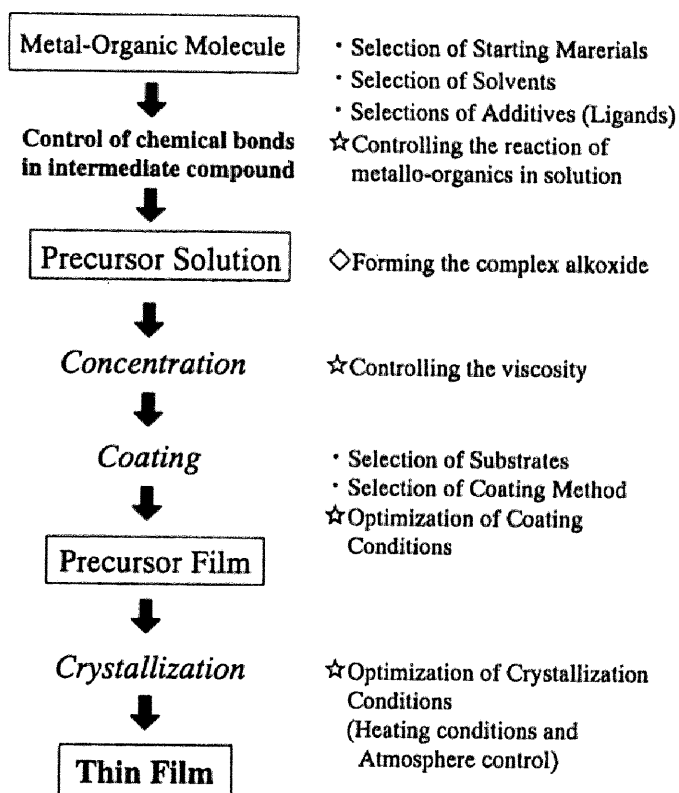 Metal-Organic Molecule
・Selection of Starting Marerials
・Selection of Solvents
・Selections of Additives (Ligands)
Control of chemical bonds
in intermediate compound
☆Controlling the reaction of
metallo-organics in solution
Precursor Solution
◇Forming the complex alkoxide
Concentration
☆Controlling the viscosity
Coating
・Selection of Substrates
・Selection of Coating Method
☆Optimization of Coating
Conditions
Precursor Film
Crystallization
☆Optimization of Crystallization
Conditions
(Heating conditions and
Atmosphere control)
Thin Film